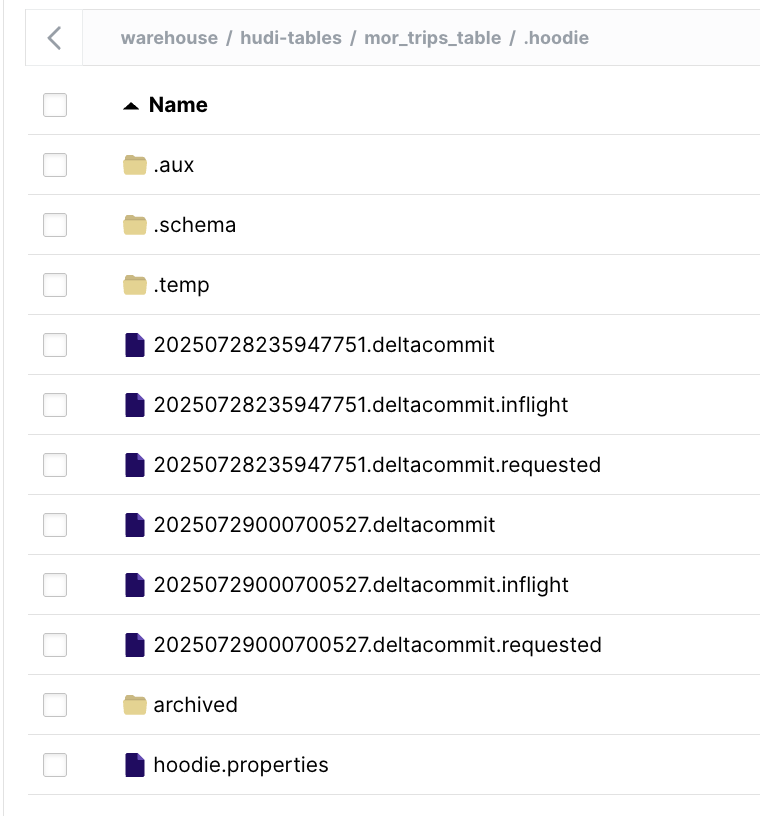 warehouse / hudi-tables / mor_trips_table / .hoodie
Name
.aux
.schema
.temp
20250728235947751.deltacommit
20250728235947751.deltacommit.inflight
20250728235947751.deltacommit.requested
20250729000700527.deltacommit
20250729000700527.deltacommit.inflight
20250729000700527.deltacommit.requested
archived
hoodie.properties